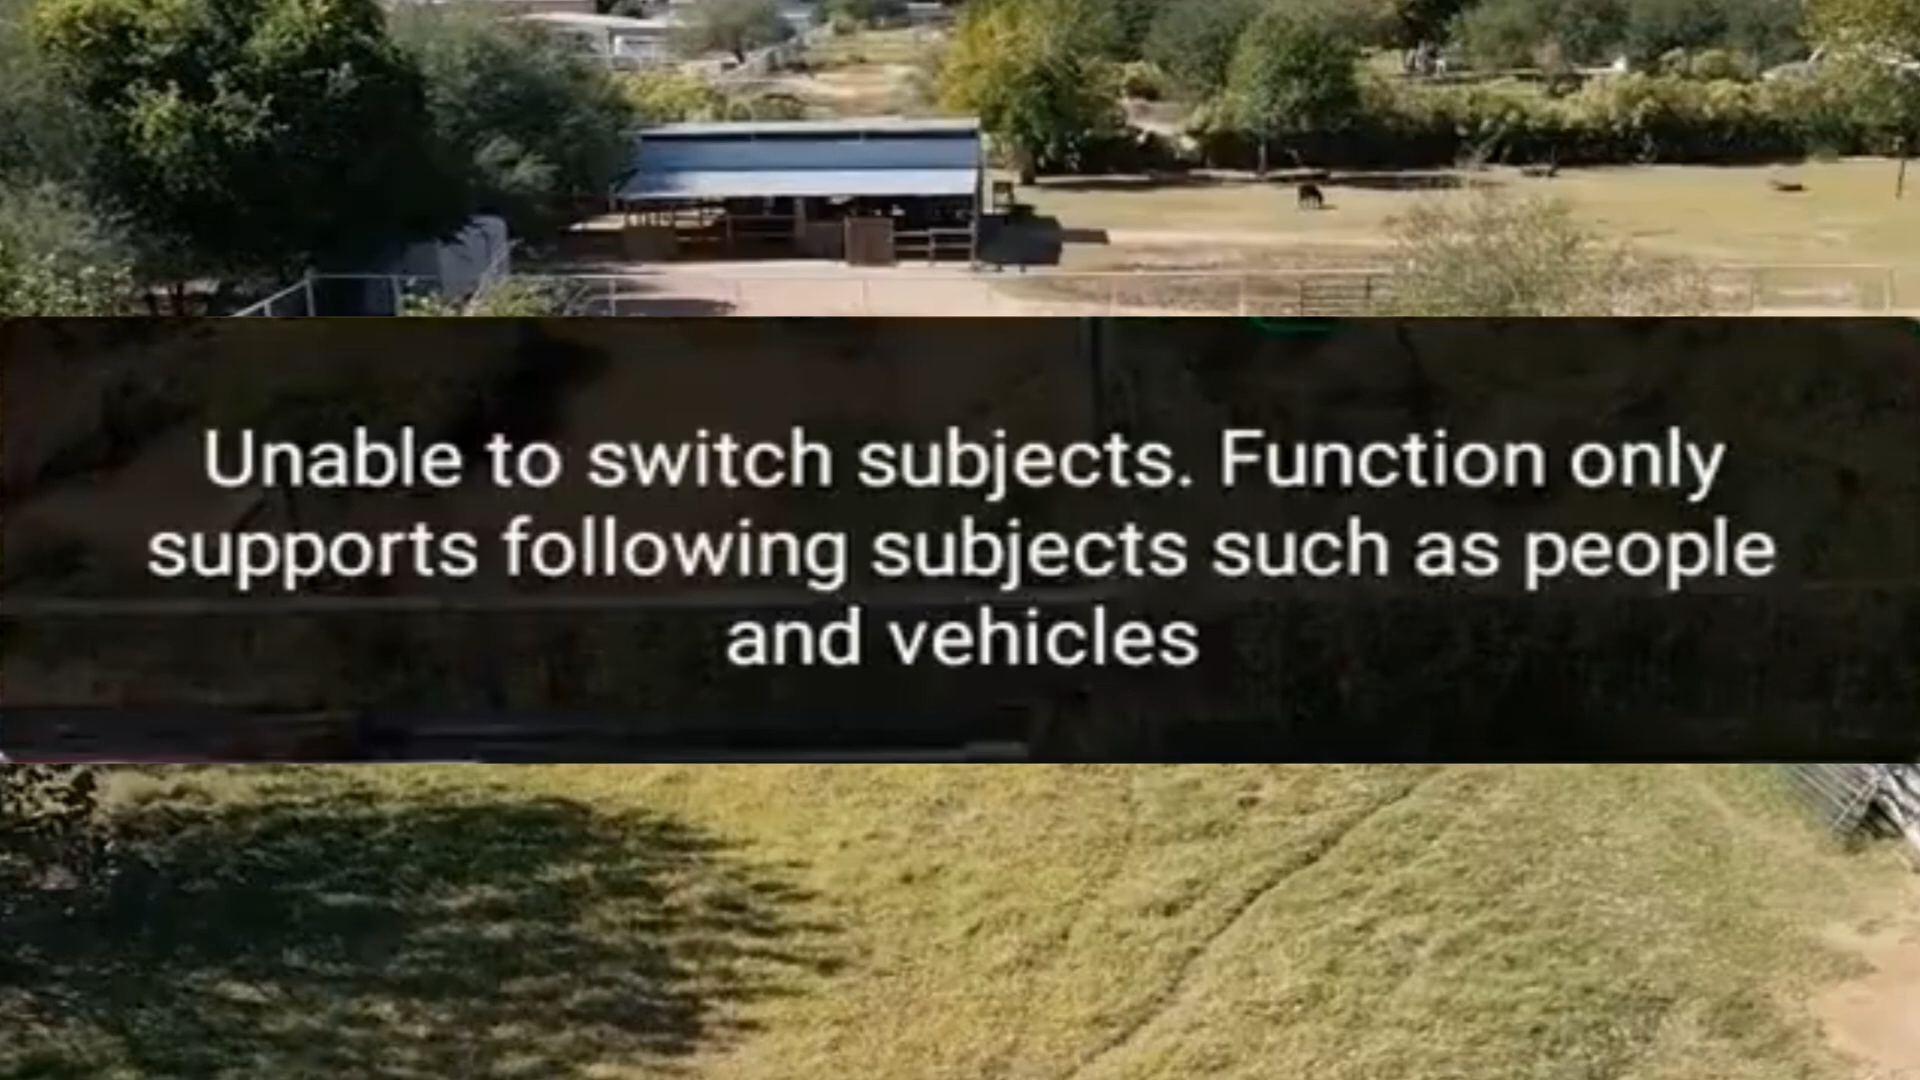 Unable to switch subjects. Function only
supports following subjects such as people
and vehicles